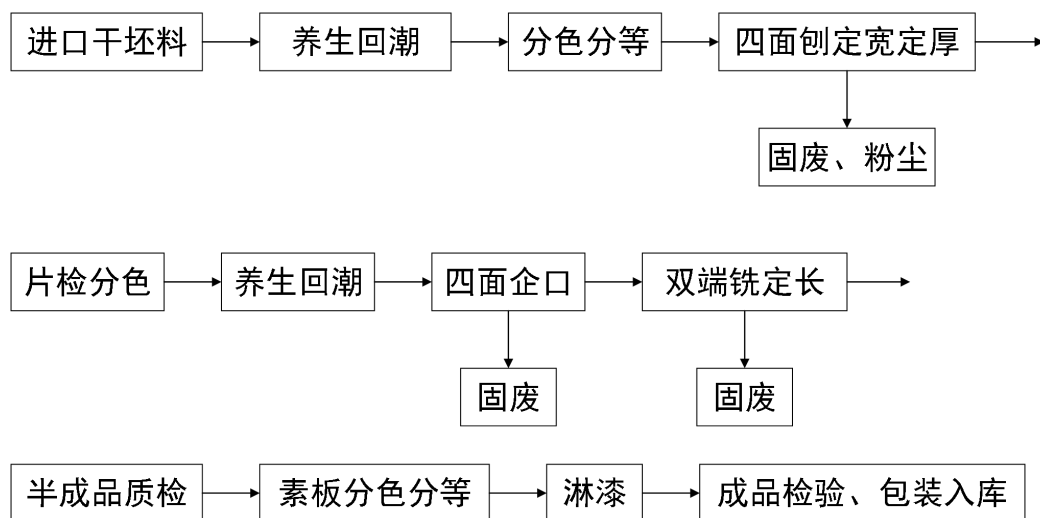 进口干坯料 养生回潮 分色分等 四面刨定宽定厚
固废、粉尘
片检分色 养生回潮 四面企口 双端铣定长
固废 固废
半成品质检 素板分色分等 淋漆 成品检验、包装入库